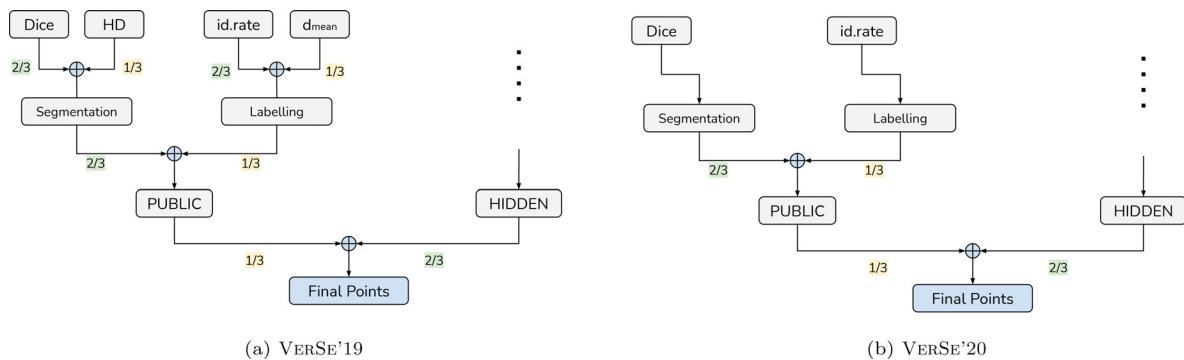 Dice HD id.rate dmean
2/3 1/3 2/3 1/3
Segmentation Labelling
2/3 1/3
PUBLIC HIDDEN
1/3 2/3
Final Points
(a) VERSE'19
Dice id.rate
Segmentation Labelling
2/3 1/3
PUBLIC HIDDEN
1/3 2/3
Final Points
(b) VERSE'20